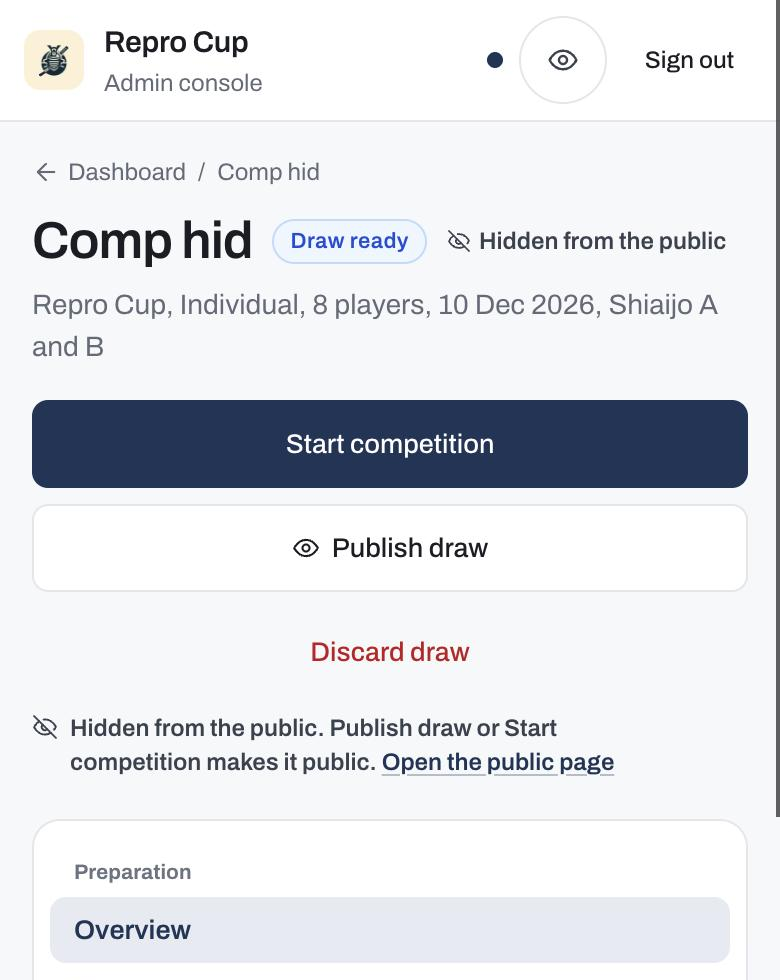 Repro Cup
Admin console
Sign out
Dashboard / Comp hid
Comp hid
Draw ready
Hidden from the public
Repro Cup, Individual, 8 players, 10 Dec 2026, Shiaijo A
and B
Start competition
Publish draw
Discard draw
Hidden from the public. Publish draw or Start
competition makes it public. Open the public page
Preparation
Overview